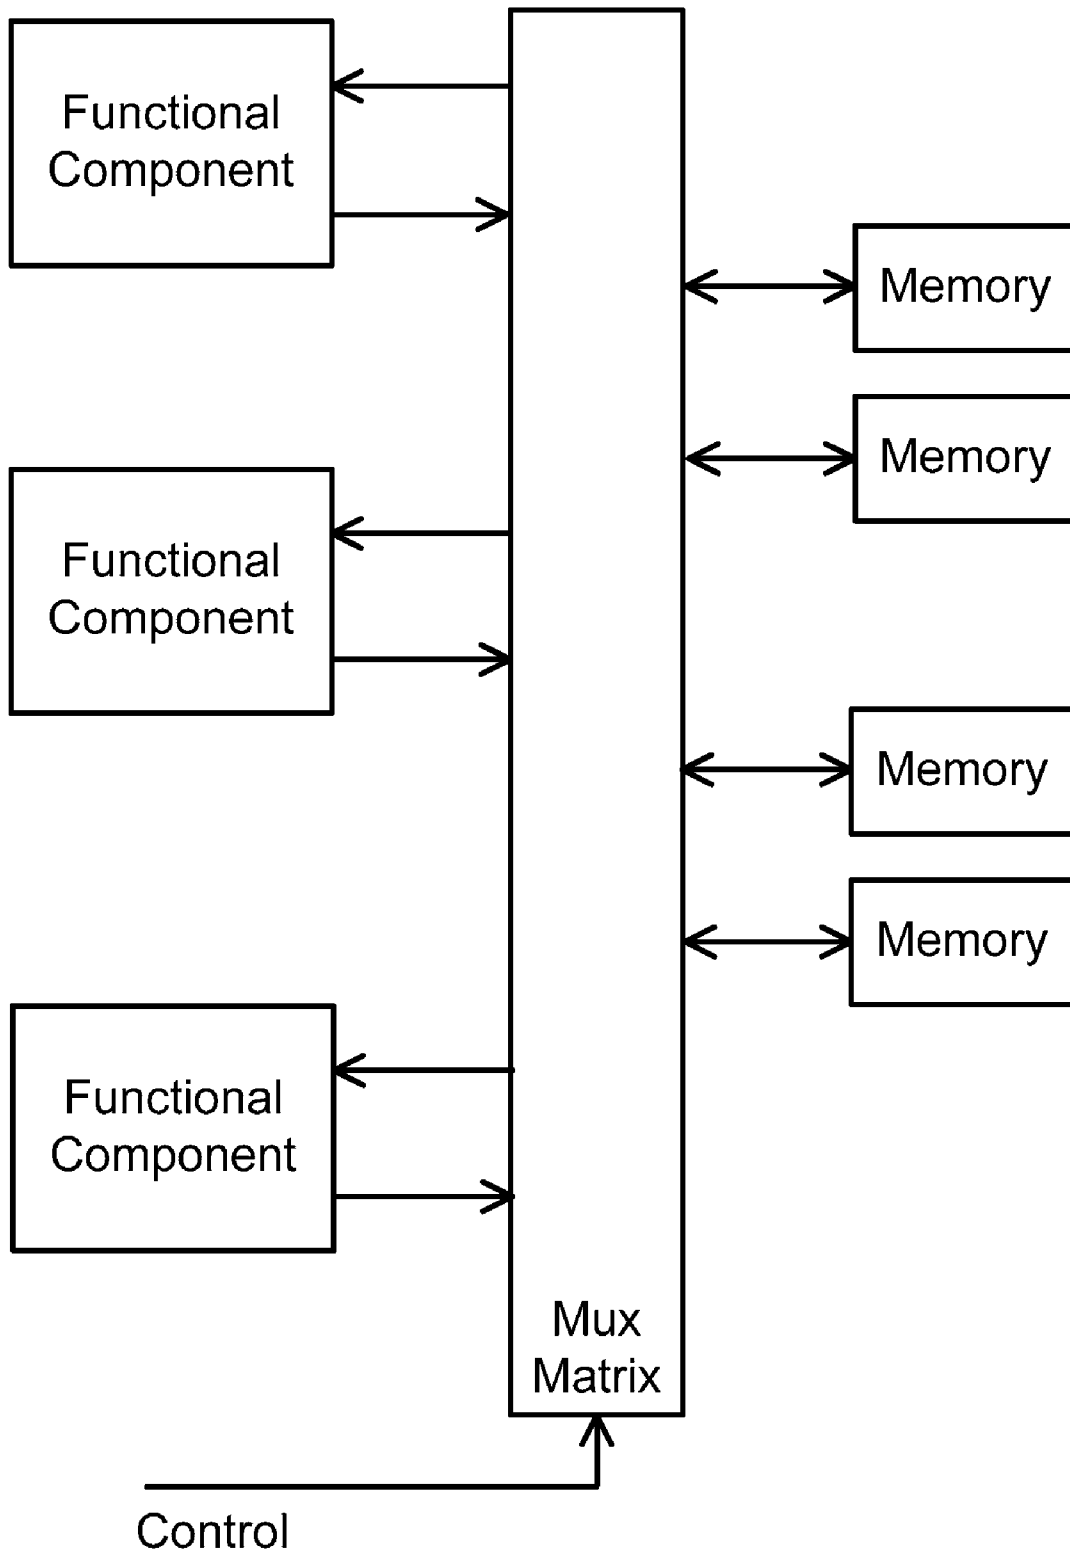 Functional
Component
Memory
Memory
Functional
Component
Memory
Memory
Functional
Component
Mux
Matrix
Control